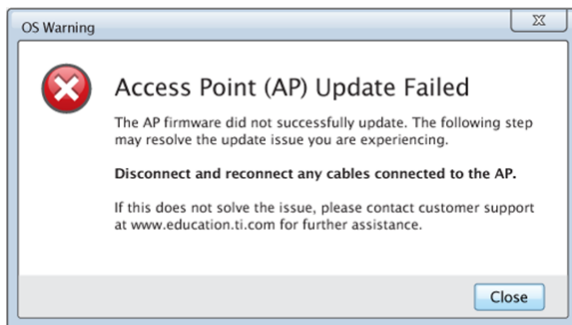 OS Warning
Access Point (AP) Update Failed
The AP firmware did not successfully update. The following step
may resolve the update issue you are experiencing.
Disconnect and reconnect any cables connected to the AP.
If this does not solve the issue, please contact customer support
at www.education.ti.com for further assistance.
Close